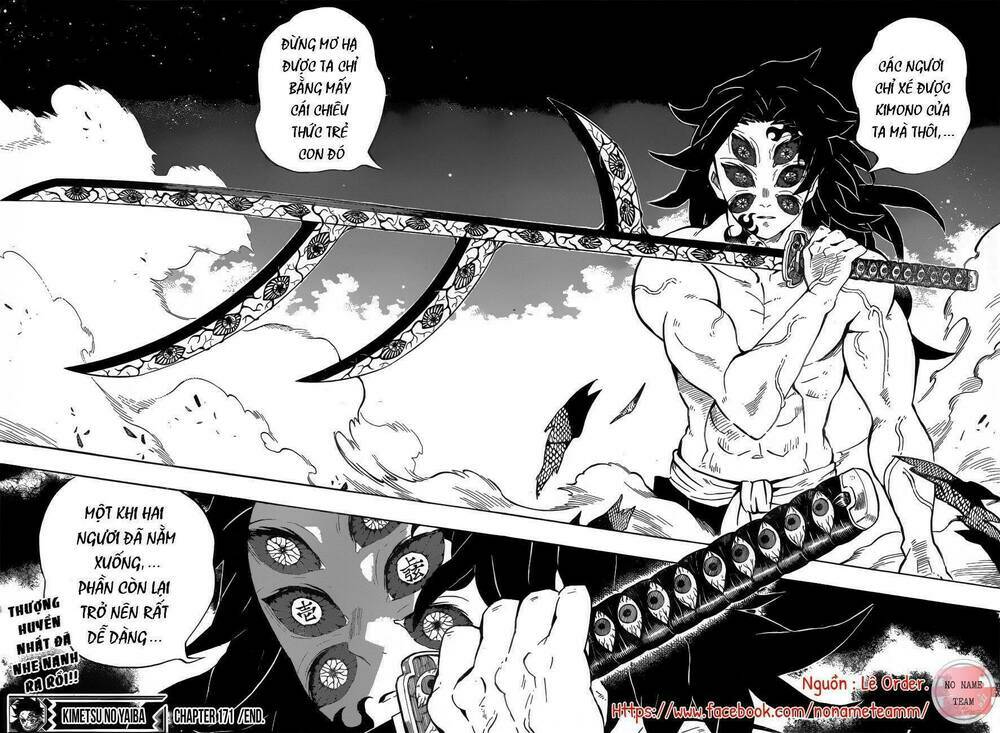 CÁC NGƯƠI
CHỈ XÉ ĐƯỢC
KIMONO CỦA
TA MÀ THÔI,...
ĐỪNG MƠ HẠ
ĐƯỢC TA CHỈ
BẰNG MẤY
CÁI CHIÊU
THỨC TRẺ
CON ĐÓ
MỘT KHI HAI
NGƯƠI ĐÃ NẰM
XUỐNG,...
PHẦN CÒN LẠI
TRỞ NÊN RẤT
DỄ DÀNG...
上弦
壱
THƯỢNG
HUYỀN
NHẤT ĐÃ
NHE NANH
RA RỒI!!
KIMETSU NO YAIBA
CHAPTER 171 /END.
Nguồn : Lê Order.
Https://www.facebook.com/nonameteamm/
NO NAME
TEAM